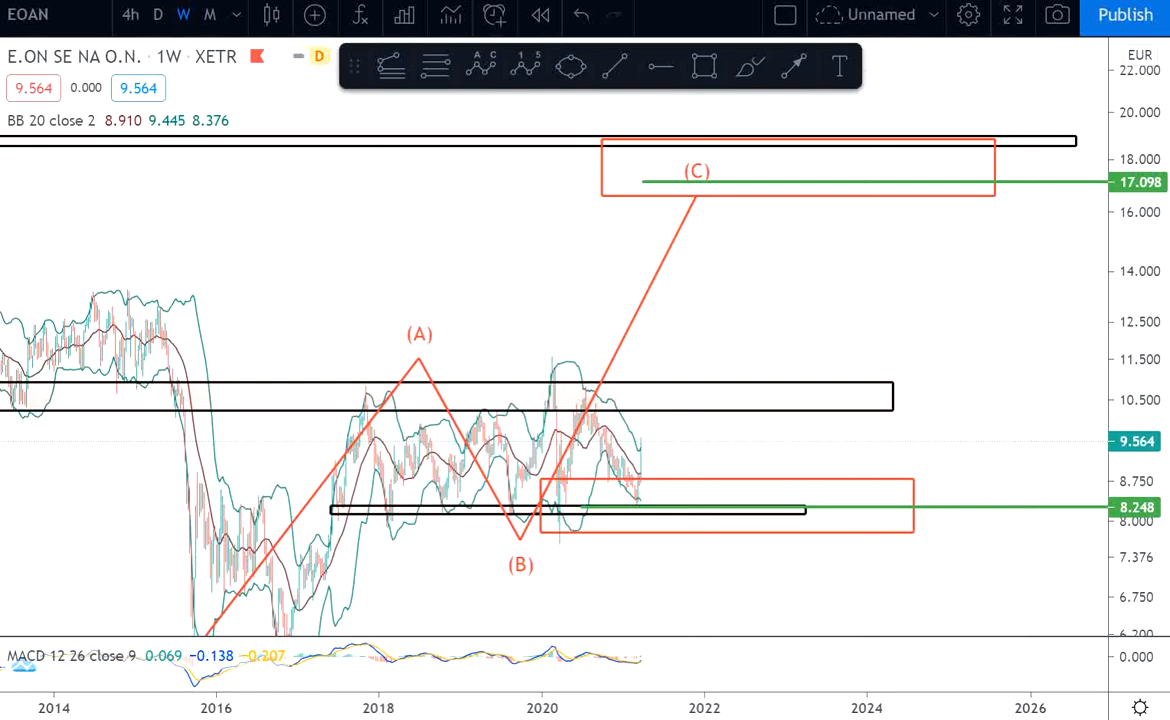 EOAN 4h D W M Unnamed Publish
E.ON SE NA O.N. · 1W · XETR D
9.564 0.000 9.564
BB 20 close 2 8.910 9.445 8.376
A C 1 5 T
EUR
22.000
20.000
18.000
17.098
16.000
14.000
12.500
11.500
10.500
9.564
8.750
8.248
8.000
7.376
6.750
6.200
(C)
(A)
(B)
MACD 12 26 close 9 0.069 −0.138 −0.207
0.000
2014 2016 2018 2020 2022 2024 2026